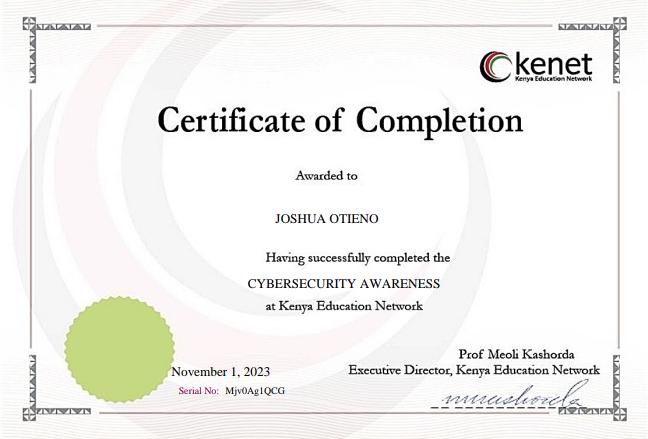 kenet
Kenya Education Network
Certificate of Completion
Awarded to
JOSHUA OTIENO
Having successfully completed the
CYBERSECURITY AWARENESS
at Kenya Education Network
Prof Meoli Kashorda
November 1, 2023
Executive Director, Kenya Education Network
Serial No: Mjv0Ag1QCG